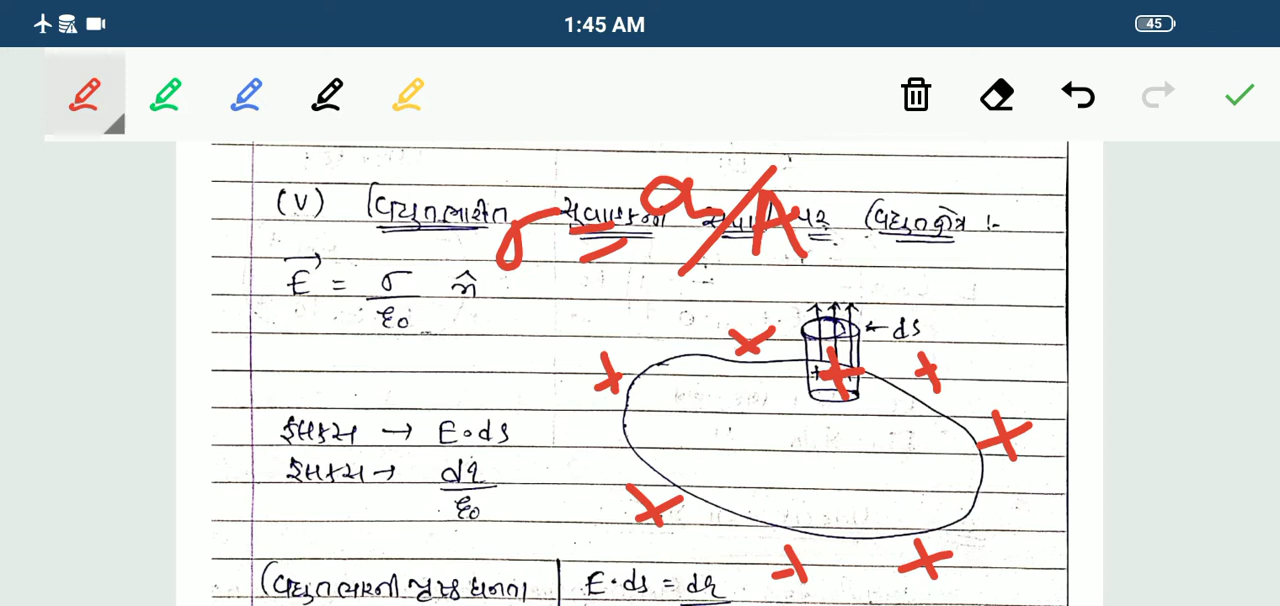 1:45 AM
45
(V) વિદ્યુતભારિત સુવાહકની સપાટી પર વિદ્યુતક્ષેત્ર :-
σ = Q/A
E⃗ = σ/ε₀ n̂
← ds
ફ્લક્સ → E·ds
ફ્લક્સ → dq/ε₀
વિદ્યુતભારની પૃષ્ઠ ઘનતા E·ds = dq